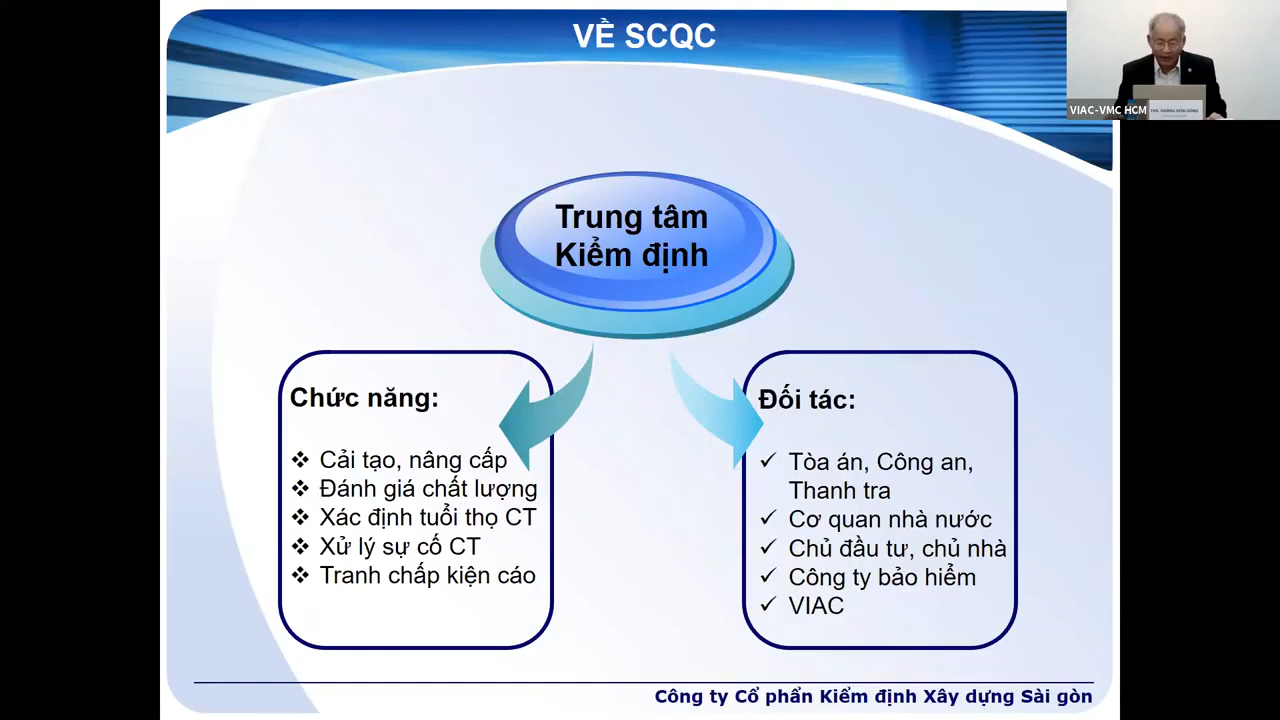 VỀ SCQC
VIAC-VMC HCM
Trung tâm
Kiểm định
Chức năng:
❖ Cải tạo, nâng cấp
❖ Đánh giá chất lượng
❖ Xác định tuổi thọ CT
❖ Xử lý sự cố CT
❖ Tranh chấp kiện cáo
Đối tác:
✓ Tòa án, Công an,
Thanh tra
✓ Cơ quan nhà nước
✓ Chủ đầu tư, chủ nhà
✓ Công ty bảo hiểm
✓ VIAC
Công ty Cổ phẩn Kiểm định Xây dựng Sài gòn